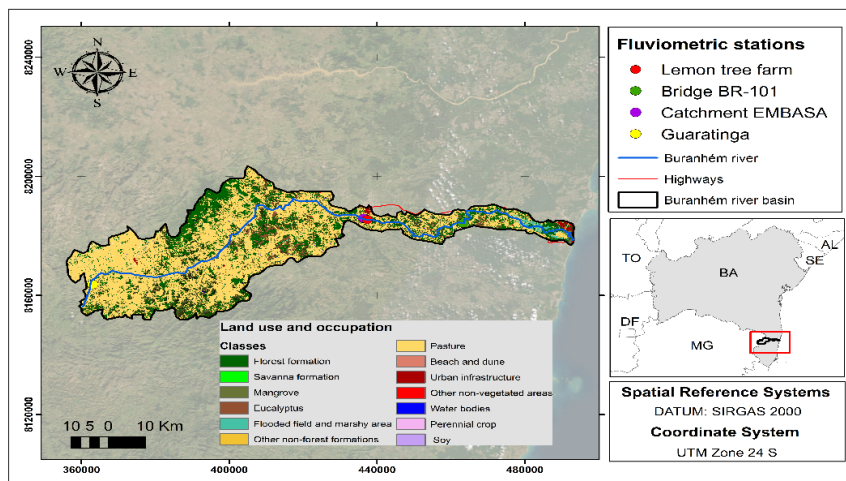 N
W E
S
8240000
8220000
8160000
8120000
Land use and occupation
Classes
Florest formation
Savanna formation
Mangrove
Eucalyptus
Flooded field and marshy area
Other non-forest formations
Pasture
Beach and dune
Urban infrastructure
Other non-vegetated areas
Water bodies
Perennial crop
Soy
10 5 0 10 Km
360000 400000 440000 480000
Fluviometric stations
Lemon tree farm
Bridge BR-101
Catchment EMBASA
Guaratinga
Buranhém river
Highways
Buranhém river basin
TO
BA
AL
SE
DF
MG
Spatial Reference Systems
DATUM: SIRGAS 2000
Coordinate System
UTM Zone 24 S